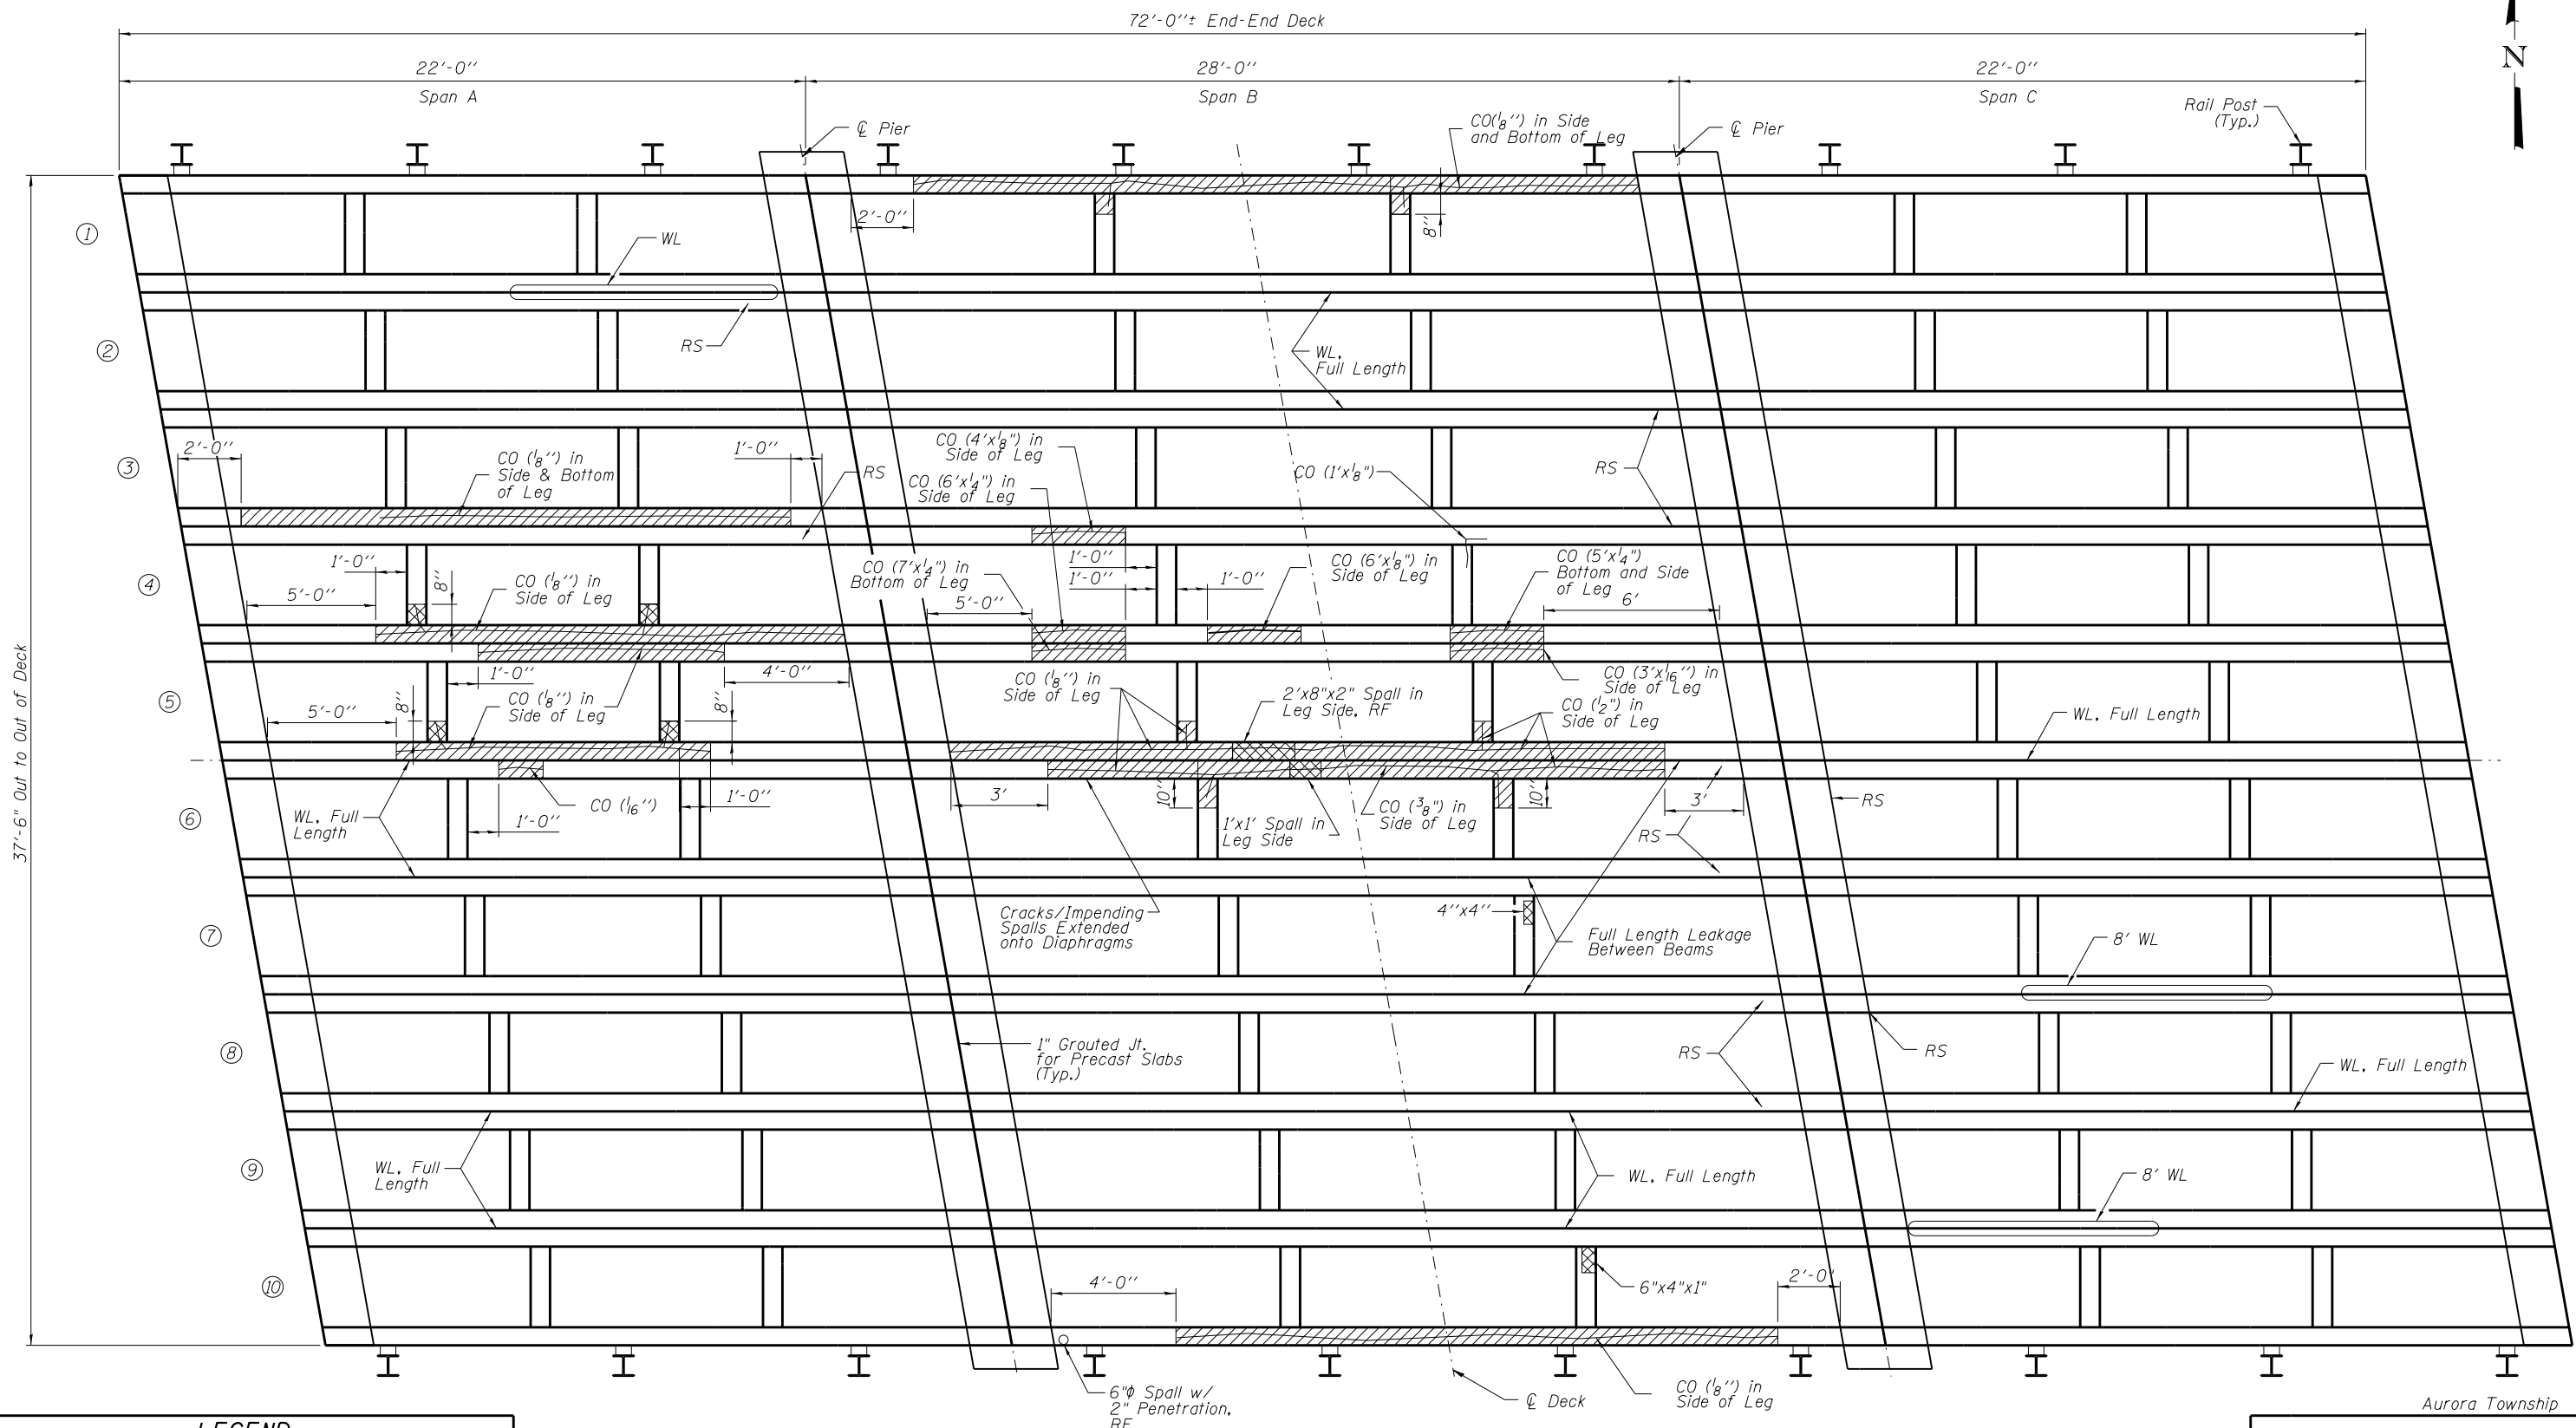 72'-0"± End-End Deck
22'-0"
28'-0"
22'-0"
Span A
Span B
Span C
N
Rail Post
(Typ.)
℄ Pier
CO(1/8") in Side
and Bottom of Leg
℄ Pier
2'-0"
8"
1
WL
RS
2
WL,
Full Length
2'-0"
CO (1/8") in
Side & Bottom
of Leg
1'-0"
RS
CO (4'x1/8") in
Side of Leg
CO (6'x1/4") in
Side of Leg
CO (1'x1/8")
RS
3
1'-0"
8"
5'-0"
CO (1/8") in
Side of Leg
CO (7'x1/4") in
Bottom of Leg
1'-0"
1'-0"
1'-0"
5'-0"
CO (6'x1/8") in
Side of Leg
CO (5'x1/4")
Bottom and Side
of Leg
6'
4
1'-0"
4'-0"
8"
8"
5'-0"
CO (1/8") in
Side of Leg
CO (1/8") in
Side of Leg
2'x8"x2" Spall in
Leg Side, RF
CO (3'x1/16") in
Side of Leg
CO (1/2") in
Side of Leg
WL, Full Length
5
37'-6" Out to Out of Deck
WL, Full
Length
1'-0"
CO (1/16")
1'-0"
3'
10"
1'x1' Spall in
Leg Side
CO (3/8") in
Side of Leg
10"
3'
RS
RS
6
Cracks/Impending
Spalls Extended
onto Diaphragms
4"x4"
Full Length Leakage
Between Beams
8' WL
7
1" Grouted Jt.
for Precast Slabs
(Typ.)
RS
RS
WL, Full Length
8
WL, Full
Length
WL, Full Length
8' WL
9
4'-0"
6"x4"x1"
2'-0"
10
6"ϕ Spall w/
2" Penetration,
RF
℄ Deck
CO (1/8") in
Side of Leg
Aurora Township
LEGEND